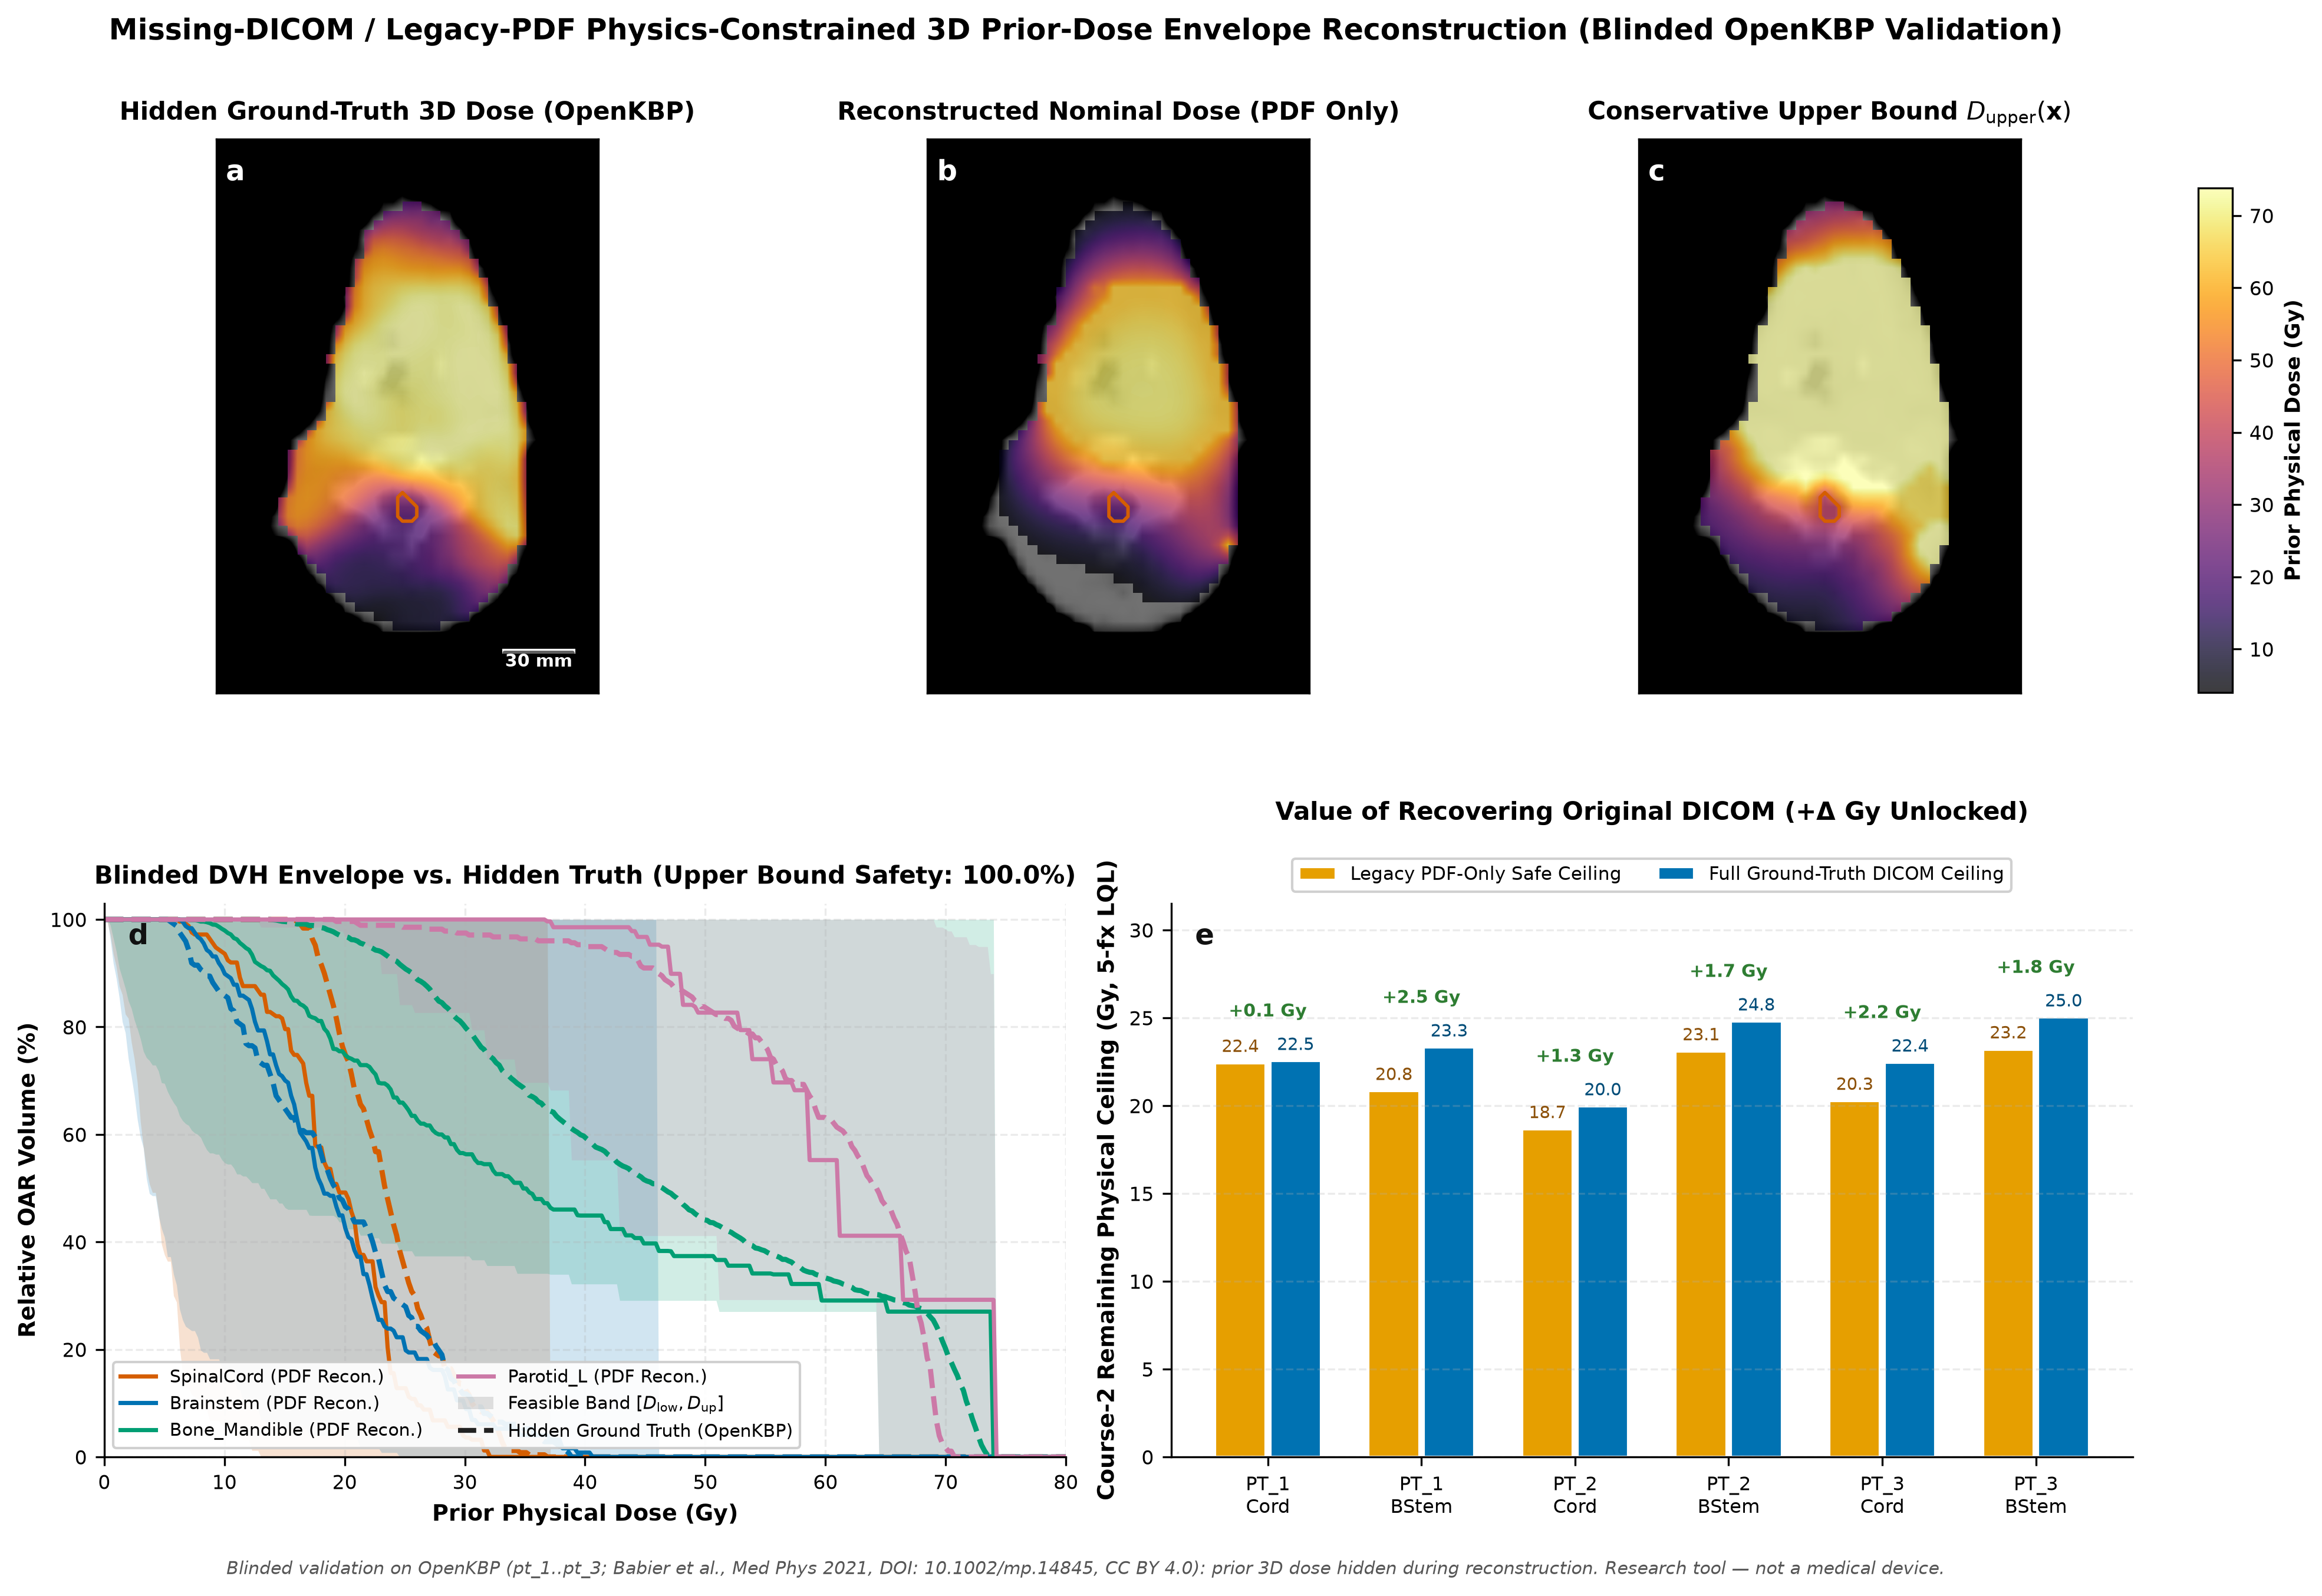 Missing-DICOM / Legacy-PDF Physics-Constrained 3D Prior-Dose Envelope Reconstruction (Blinded OpenKBP Validation)
Hidden Ground-Truth 3D Dose (OpenKBP)
Reconstructed Nominal Dose (PDF Only)
Conservative Upper Bound D_upper(x)
a
b
c
30 mm
70
60
50
40
30
20
10
Prior Physical Dose (Gy)
Blinded DVH Envelope vs. Hidden Truth (Upper Bound Safety: 100.0%)
d
Relative OAR Volume (%)
100
80
60
40
20
0
SpinalCord (PDF Recon.)
Brainstem (PDF Recon.)
Bone_Mandible (PDF Recon.)
Parotid_L (PDF Recon.)
Feasible Band [D_low, D_up]
Hidden Ground Truth (OpenKBP)
0 10 20 30 40 50 60 70 80
Prior Physical Dose (Gy)
Value of Recovering Original DICOM (+Δ Gy Unlocked)
Legacy PDF-Only Safe Ceiling
Full Ground-Truth DICOM Ceiling
e
Course-2 Remaining Physical Ceiling (Gy, 5-fx LQL)
30
25
20
15
10
5
0
+0.1 Gy
22.4
22.5
+2.5 Gy
20.8
23.3
+1.3 Gy
18.7
20.0
+1.7 Gy
23.1
24.8
+2.2 Gy
20.3
22.4
+1.8 Gy
23.2
25.0
PT_1
Cord
PT_1
BStem
PT_2
Cord
PT_2
BStem
PT_3
Cord
PT_3
BStem
Blinded validation on OpenKBP (pt_1..pt_3; Babier et al., Med Phys 2021, DOI: 10.1002/mp.14845, CC BY 4.0): prior 3D dose hidden during reconstruction. Research tool — not a medical device.